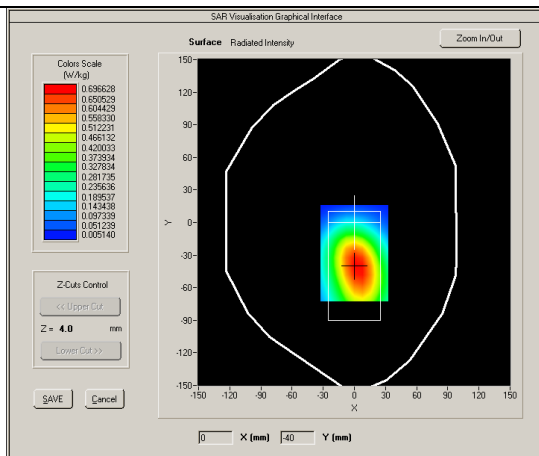 SAR Visualisation Graphical Interface
Surface Radiated Intensity
Zoom In/Out
Colors Scale
(W/kg)
0.696628
0.650529
0.604429
0.558330
0.512231
0.466132
0.420033
0.373934
0.327834
0.281735
0.235636
0.189537
0.143438
0.097339
0.051239
0.005140
Z-Cuts Control
<< Upper Cut
Z = 4.0 mm
Lower Cut >>
SAVE Cancel
150-
120-
90-
60-
30-
0-
-30-
-60-
-90-
-120-
-150-
Y
-150 -120 -90 -60 -30 0 30 60 90 120 150
X
0 X (mm) -40 Y (mm)